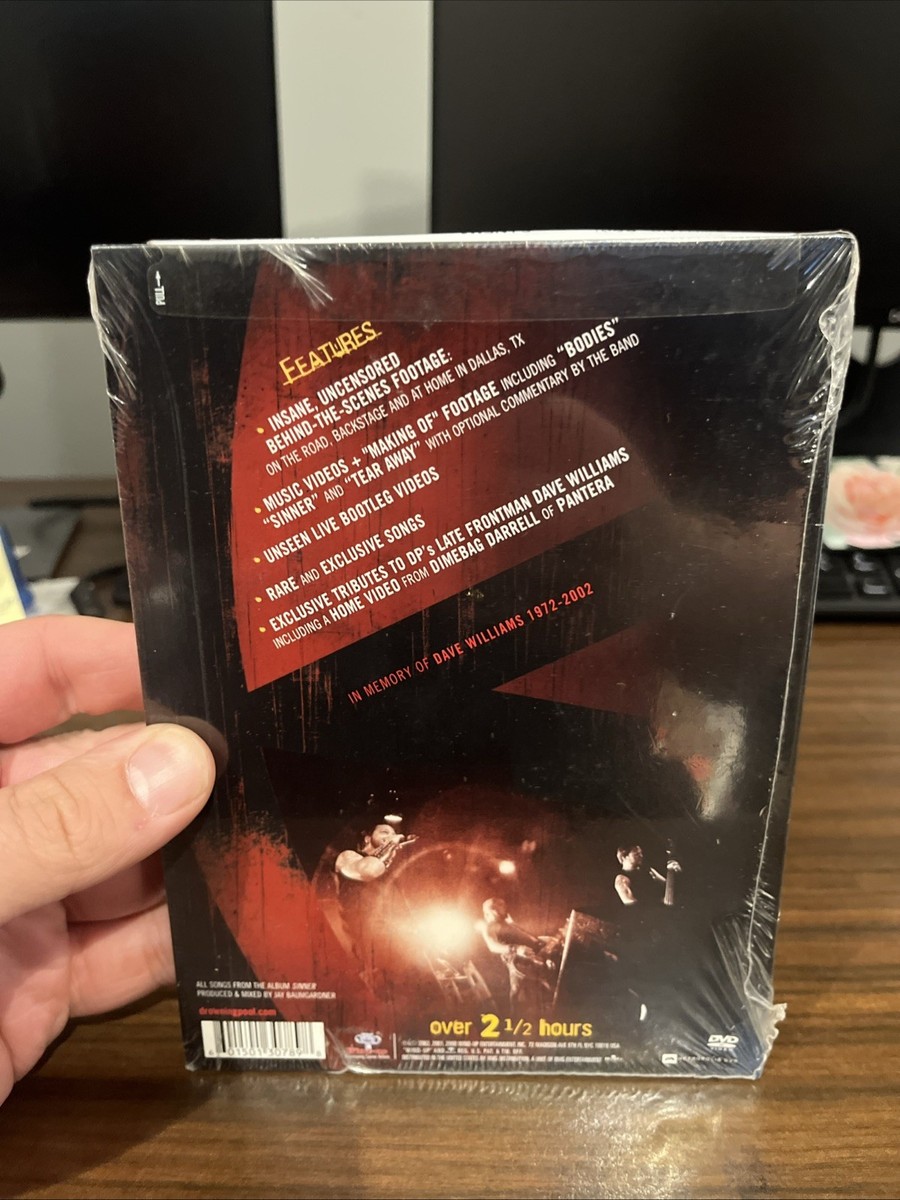 PULL→
FEATURES
• INSANE, UNCENSORED
BEHIND-THE-SCENES FOOTAGE:
ON THE ROAD, BACKSTAGE AND AT HOME IN DALLAS, TX
• MUSIC VIDEOS + "MAKING OF" FOOTAGE INCLUDING "BODIES"
"SINNER" AND "TEAR AWAY" WITH OPTIONAL COMMENTARY BY THE BAND
• UNSEEN LIVE BOOTLEG VIDEOS
• RARE AND EXCLUSIVE SONGS
• EXCLUSIVE TRIBUTES TO DP's LATE FRONTMAN DAVE WILLIAMS
INCLUDING A HOME VIDEO FROM DIMEBAG DARRELL OF PANTERA
IN MEMORY OF DAVE WILLIAMS 1972-2002
ALL SONGS FROM THE ALBUM SINNER
PRODUCED & MIXED BY JAY BAUMGARDNER
drowningpool.com
over 2 1/2 hours
DVD